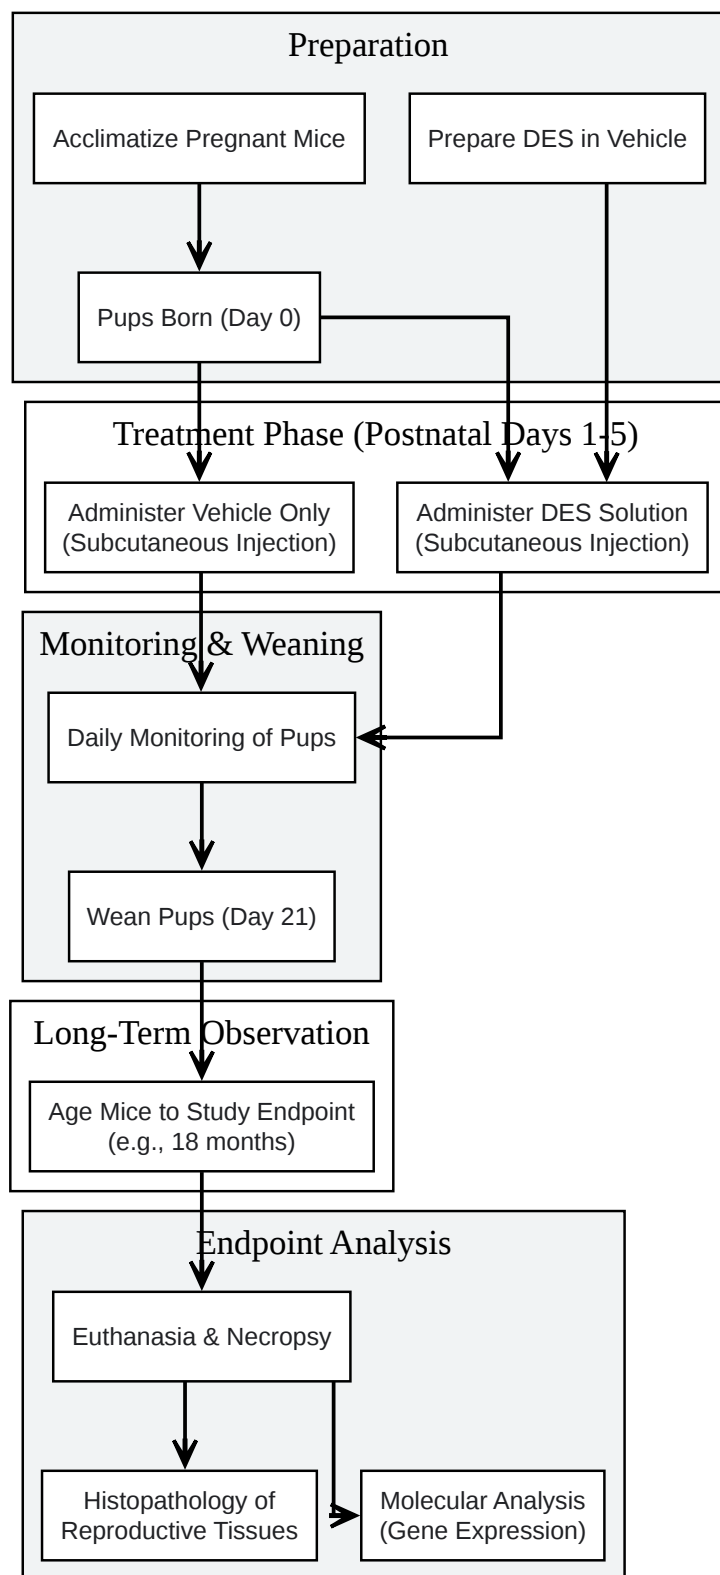 Preparation
Acclimatize Pregnant Mice
Prepare DES in Vehicle
Pups Born (Day 0)
Treatment Phase (Postnatal Days 1-5)
Administer Vehicle Only
(Subcutaneous Injection)
Administer DES Solution
(Subcutaneous Injection)
Monitoring & Weaning
Daily Monitoring of Pups
Wean Pups (Day 21)
Long-Term Observation
Age Mice to Study Endpoint
(e.g., 18 months)
Endpoint Analysis
Euthanasia & Necropsy
Histopathology of
Reproductive Tissues
Molecular Analysis
(Gene Expression)